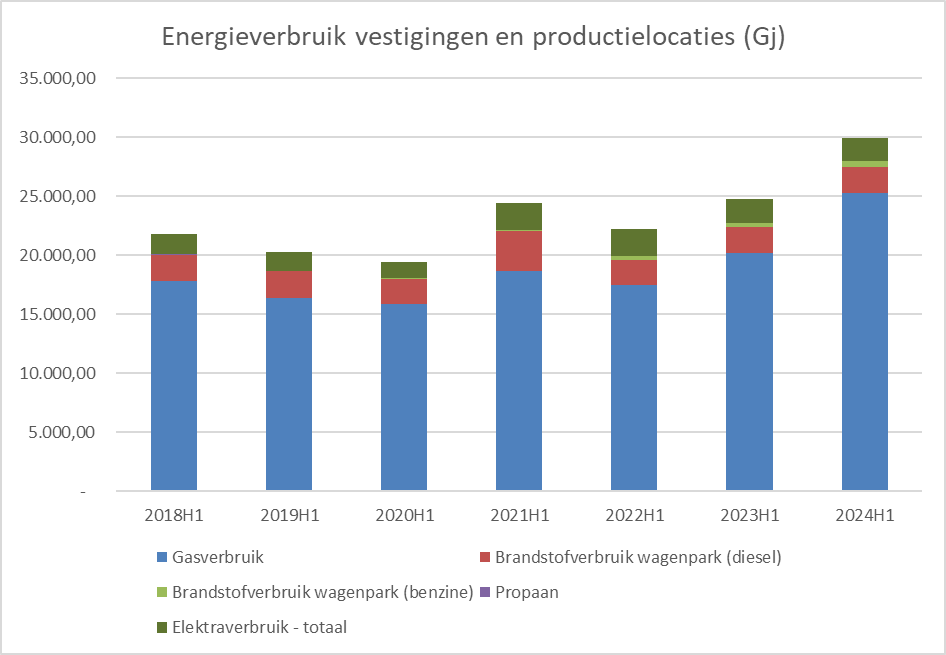 Energieverbruik vestigingen en productielocaties (Gj)
35.000,00
30.000,00
25.000,00
20.000,00
15.000,00
10.000,00
5.000,00
-
2018H1 2019H1 2020H1 2021H1 2022H1 2023H1 2024H1
Gasverbruik Brandstofverbruik wagenpark (diesel)
Brandstofverbruik wagenpark (benzine) Propaan
Elektraverbruik - totaal